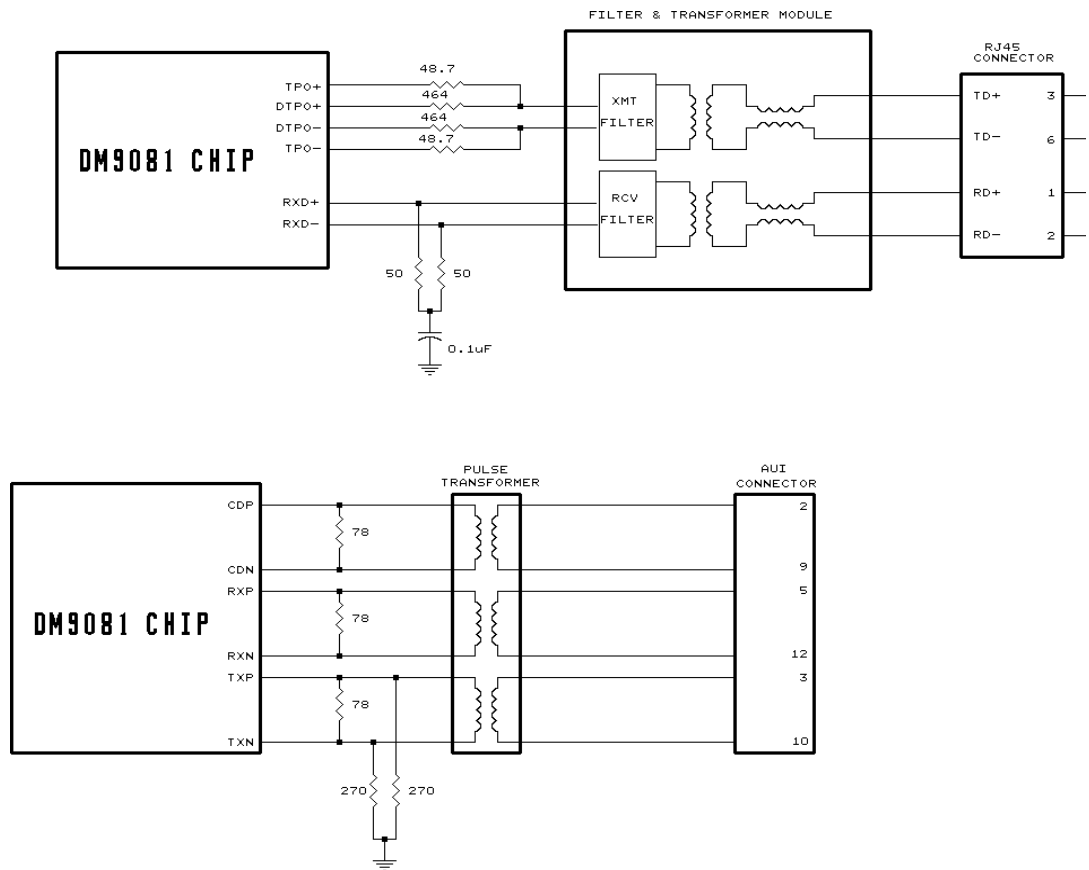 FILTER & TRANSFORMER MODULE
RJ45
CONNECTOR
DM9081 CHIP
TPO+
DTPO+
DTPO-
TPO-
RXD+
RXD-
48.7
464
464
48.7
50
50
0.1uF
XMT
FILTER
RCV
FILTER
TD+ 3
TD- 6
RD+ 1
RD- 2
PULSE
TRANSFORMER
AUI
CONNECTOR
DM9081 CHIP
CDP
CDN
RXP
RXN
TXP
TXN
78
78
78
270
270
2
9
5
12
3
10